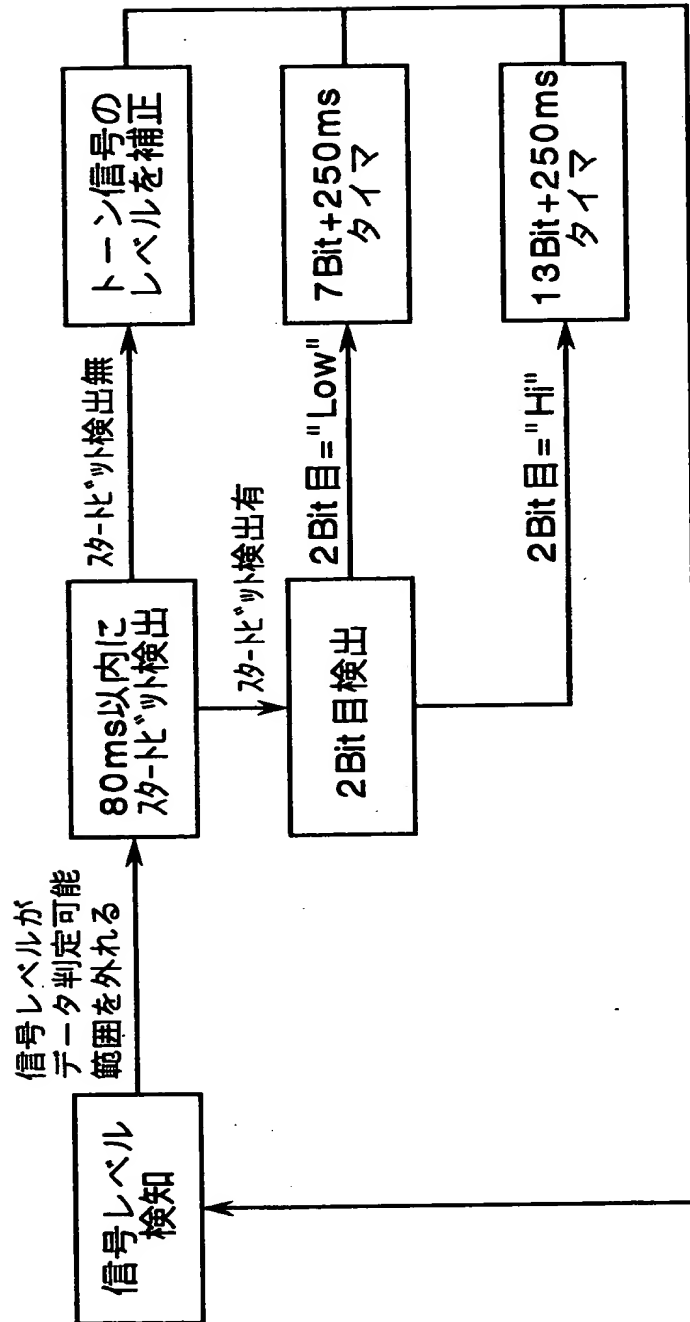 信号レベル
検知
信号レベルが
データ判定可能
範囲を外れる
80ms以内に
スタートビット検出
スタートビット検出無
トーン信号の
レベルを補正
スタートビット検出有
2Bit目検出
2Bit目="Low"
7Bit+250ms
タイマ
2Bit目="Hi"
13Bit+250ms
タイマ